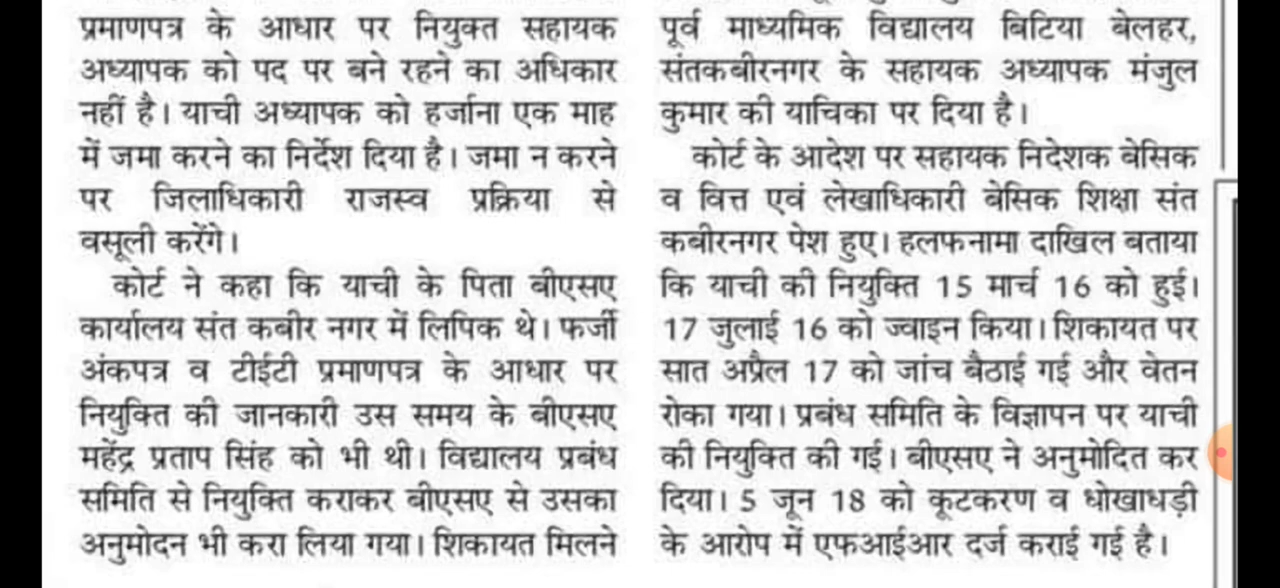 प्रमाणपत्र के आधार पर नियुक्त सहायक
अध्यापक को पद पर बने रहने का अधिकार
नहीं है। याची अध्यापक को हर्जाना एक माह
में जमा करने का निर्देश दिया है। जमा न करने
पर जिलाधिकारी राजस्व प्रक्रिया से
वसूली करेंगे।
कोर्ट ने कहा कि याची के पिता बीएसए
कार्यालय संत कबीर नगर में लिपिक थे। फर्जी
अंकपत्र व टीईटी प्रमाणपत्र के आधार पर
नियुक्ति की जानकारी उस समय के बीएसए
महेंद्र प्रताप सिंह को भी थी। विद्यालय प्रबंध
समिति से नियुक्ति कराकर बीएसए से उसका
अनुमोदन भी करा लिया गया। शिकायत मिलने
पूर्व माध्यमिक विद्यालय बिटिया बेलहर,
संतकबीरनगर के सहायक अध्यापक मंजुल
कुमार की याचिका पर दिया है।
कोर्ट के आदेश पर सहायक निदेशक बेसिक
व वित्त एवं लेखाधिकारी बेसिक शिक्षा संत
कबीरनगर पेश हुए। हलफनामा दाखिल बताया
कि याची की नियुक्ति 15 मार्च 16 को हुई।
17 जुलाई 16 को ज्वाइन किया। शिकायत पर
सात अप्रैल 17 को जांच बैठाई गई और वेतन
रोका गया। प्रबंध समिति के विज्ञापन पर याची
की नियुक्ति की गई। बीएसए ने अनुमोदित कर
दिया। 5 जून 18 को कूटकरण व धोखाधड़ी
के आरोप में एफआईआर दर्ज कराई गई है।